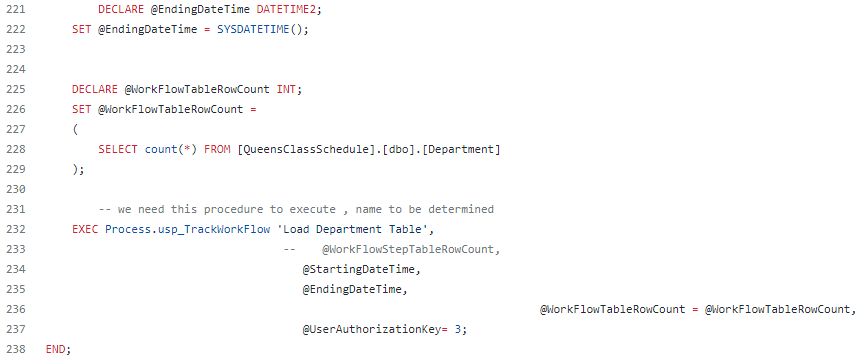 221 DECLARE @EndingDateTime DATETIME2;
222 SET @EndingDateTime = SYSDATETIME();
223
224
225 DECLARE @WorkFlowTableRowCount INT;
226 SET @WorkFlowTableRowCount =
227 (
228 SELECT count(*) FROM [QueensClassSchedule].[dbo].[Department]
229 );
230
231 -- we need this procedure to execute , name to be determined
232 EXEC Process.usp_TrackWorkFlow 'Load Department Table',
233 -- @WorkFlowStepTableRowCount,
234 @StartingDateTime,
235 @EndingDateTime,
236 @WorkFlowTableRowCount = @WorkFlowTableRowCount,
237 @UserAuthorizationKey= 3;
238 END;